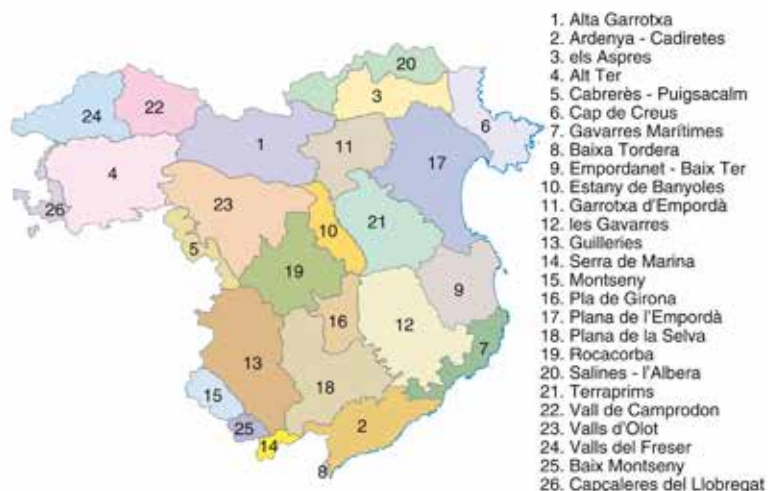 1. Alta Garrotxa
2. Ardenya - Cadiretes
3. els Aspres
4. Alt Ter
5. Cabrerès - Puigsacalm
6. Cap de Creus
7. Gavarres Marítimes
8. Baixa Tordera
9. Empordanet - Baix Ter
10. Estany de Banyoles
11. Garrotxa d'Empordà
12. les Gavarres
13. Guilleries
14. Serra de Marina
15. Montseny
16. Pla de Girona
17. Plana de l'Empordà
18. Plana de la Selva
19. Rocacorba
20. Salines - l'Albera
21. Terraprims
22. Vall de Camprodon
23. Valls d'Olot
24. Valls del Freser
25. Baix Montseny
26. Capçaleres del Llobregat
20
22
3
24
6
1
11
17
4
23
26
10
21
5
19
9
16
12
7
13
18
15
2
25
14
8